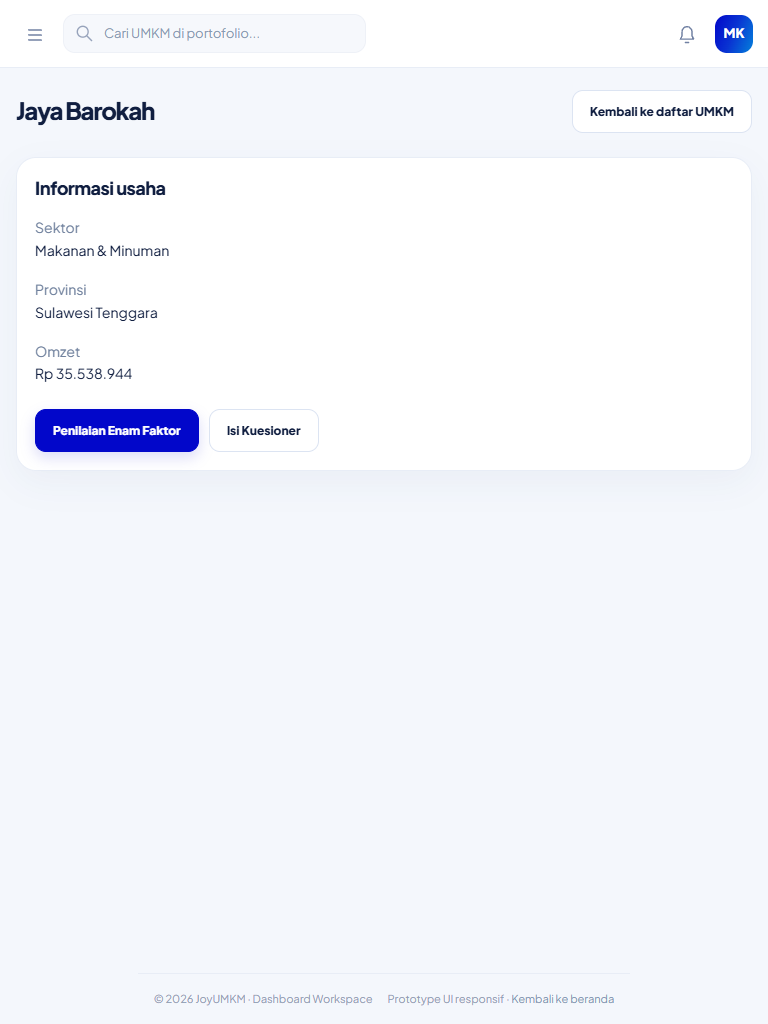 Cari UMKM di portofolio...
MK
Jaya Barokah
Kembali ke daftar UMKM
Informasi usaha
Sektor
Makanan & Minuman
Provinsi
Sulawesi Tenggara
Omzet
Rp 35.538.944
Penilaian Enam Faktor
Isi Kuesioner
© 2026 JoyUMKM · Dashboard Workspace
Prototype UI responsif · Kembali ke beranda